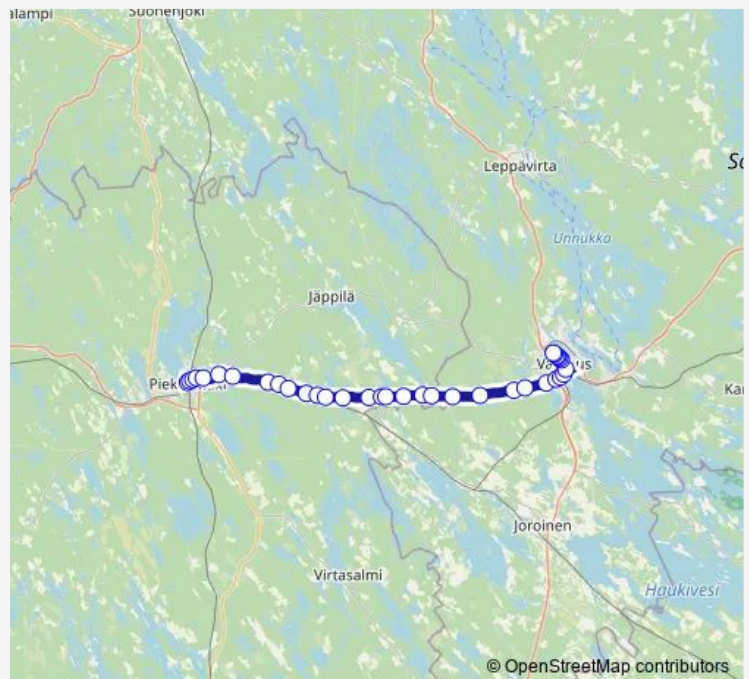 Suonenjoki
Leppävirta
Unnukka
Jäppilä
Joroinen
Virtasalmi
Haukivesi
© OpenStreetMap contributors